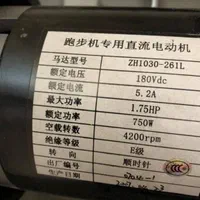 跑步机专用直流电动机
马达型号 ZH1030-261L
额定电压 180Vdc
额定电流 5.2A
最大功率 1.75HP
额定功率 750W
空载转数 4200rpm
绝缘等级 E级
转 向 顺时针
出厂编号